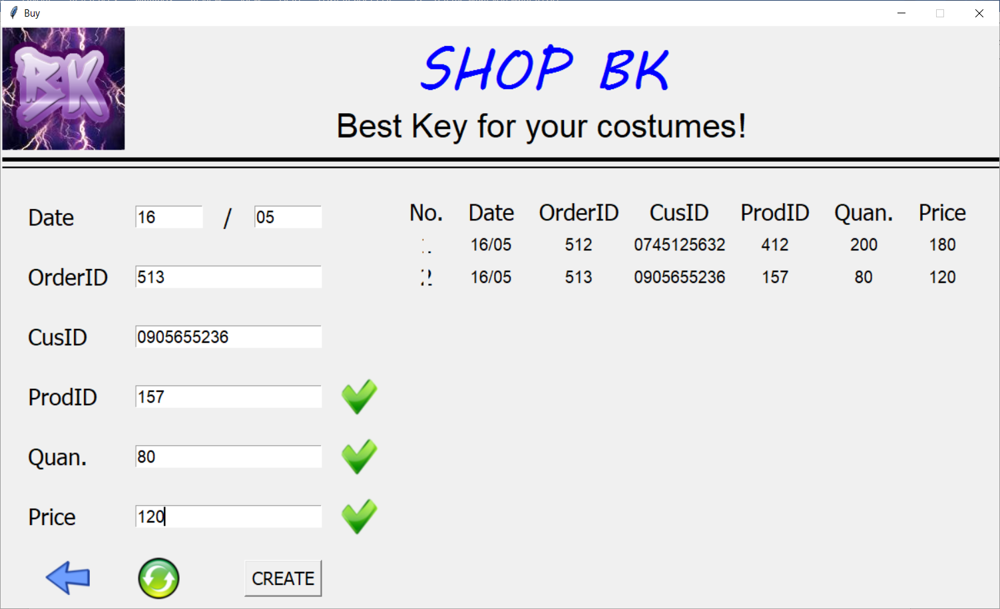 Buy
BK
SHOP BK
Best Key for your costumes!
Date 16 / 05
OrderID 513
CusID 0905655236
ProdID 157
Quan. 80
Price 120
CREATE
No. Date OrderID CusID ProdID Quan. Price
16/05 512 0745125632 412 200 180
2 16/05 513 0905655236 157 80 120